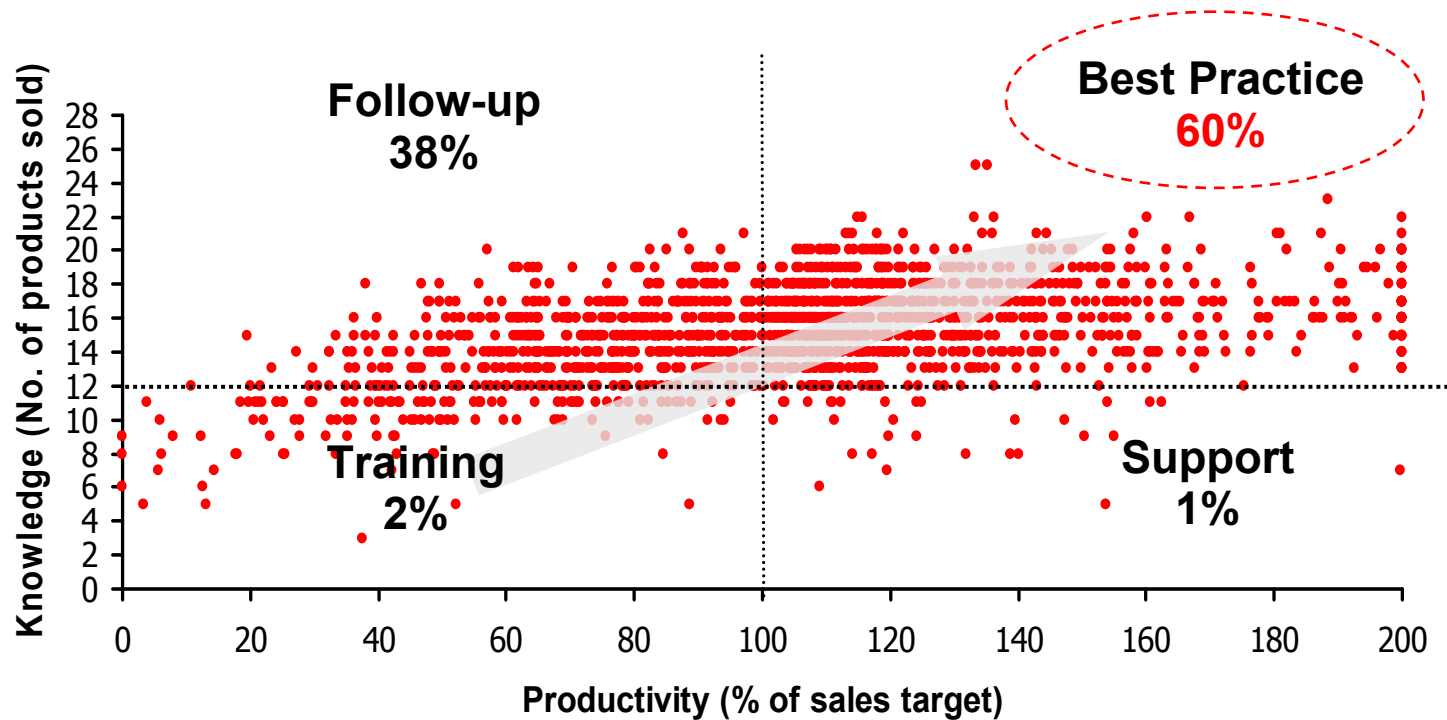 Knowledge (No. of products sold)
Follow-up
38%
Best Practice
60%
28
26
24
22
20
18
16
14
12
10
8
6
4
2
0
Training
2%
Support
1%
0 20 40 60 80 100 120 140 160 180 200
Productivity (% of sales target)